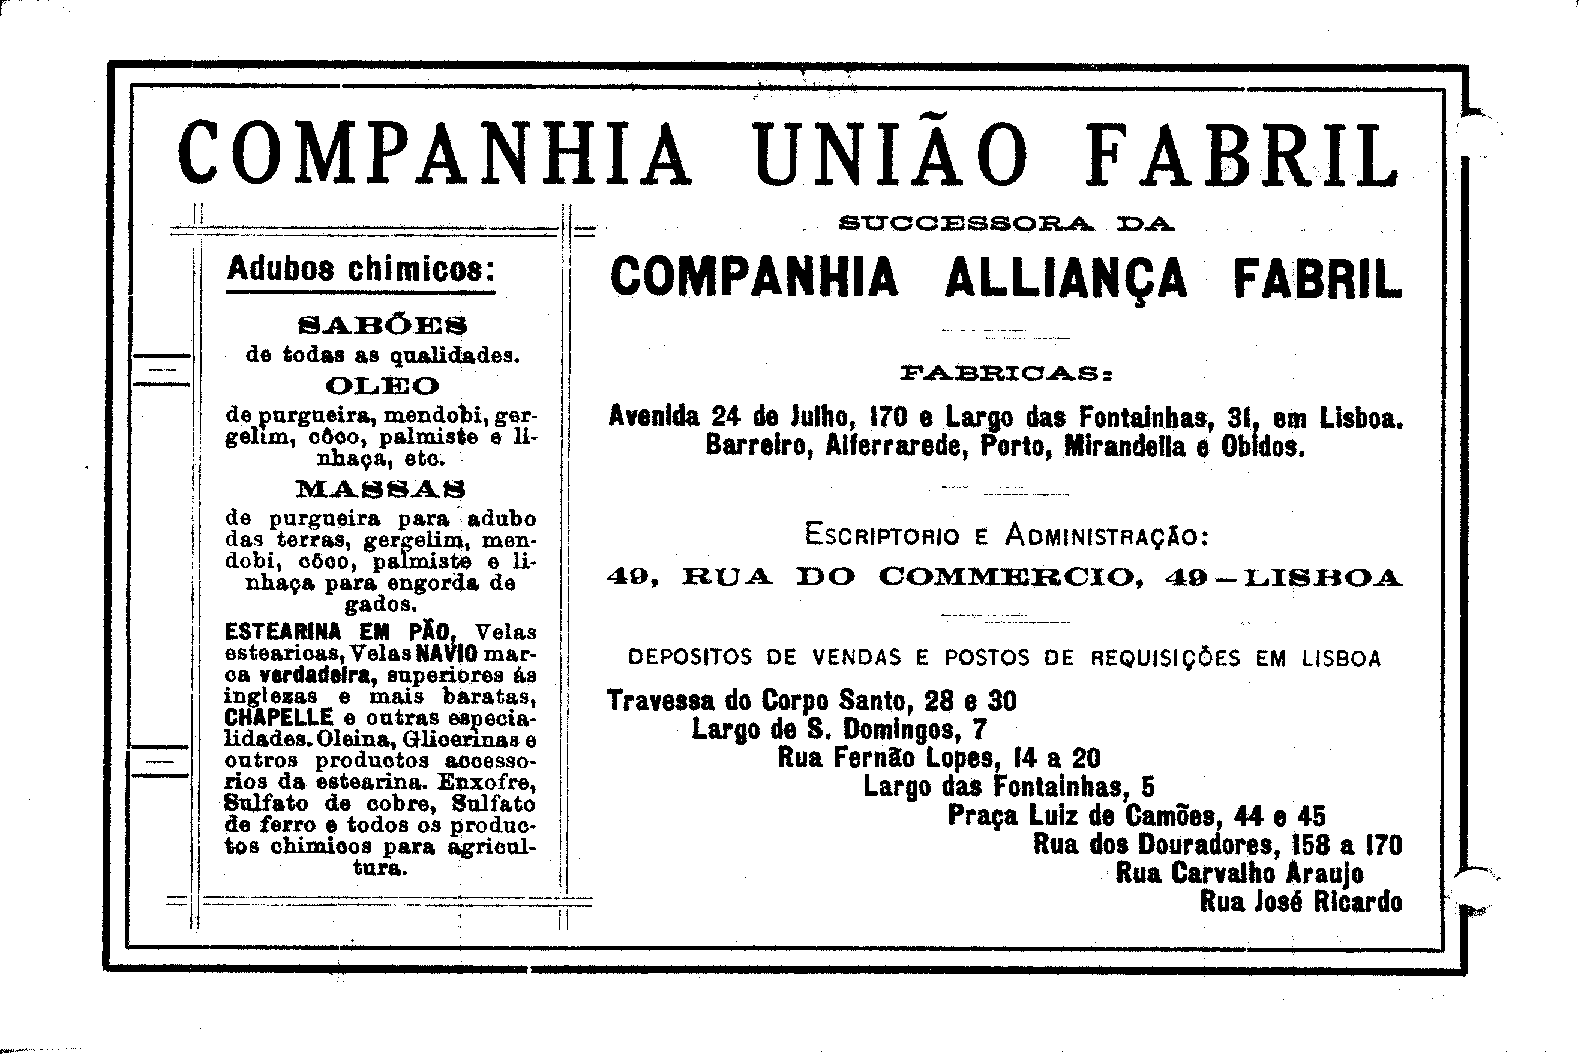 COMPANHIA UNIÃO FABRIL
SUCCESSORA DA
COMPANHIA ALLIANÇA FABRIL
Adubos chimicos:
SABÕES
de todas as qualidades.
OLEO
de purgueira, mendobi, ger-
gelim, côco, palmiste e li-
nhaça, etc.
MASSAS
de purgueira para adubo
das terras, gergelim, men-
dobi, côco, palmiste e li-
nhaça para engorda de
gados.
ESTEARINA EM PÃO, Velas
estearicas, Velas NAVIO mar-
ca verdadeira, superiores ás
inglezas e mais baratas,
CHAPELLE e outras especia-
lidades. Oleina, Glicerinas e
outros productos accesso-
rios da estearina. Enxofre,
Sulfato de cobre, Sulfato
de ferro e todos os produc-
tos chimicos para agricul-
tura.
FABRICAS:
Avenida 24 de Julho, 170 e Largo das Fontainhas, 31, em Lisboa.
Barreiro, Alferrarede, Porto, Mirandella e Obidos.
ESCRIPTORIO E ADMINISTRAÇÃO:
49, RUA DO COMMERCIO, 49 – LISBOA
DEPOSITOS DE VENDAS E POSTOS DE REQUISIÇÕES EM LISBOA
Travessa do Corpo Santo, 28 e 30
Largo de S. Domingos, 7
Rua Fernão Lopes, 14 a 20
Largo das Fontainhas, 5
Praça Luiz de Camões, 44 e 45
Rua dos Douradores, 158 a 170
Rua Carvalho Araujo
Rua José Ricardo